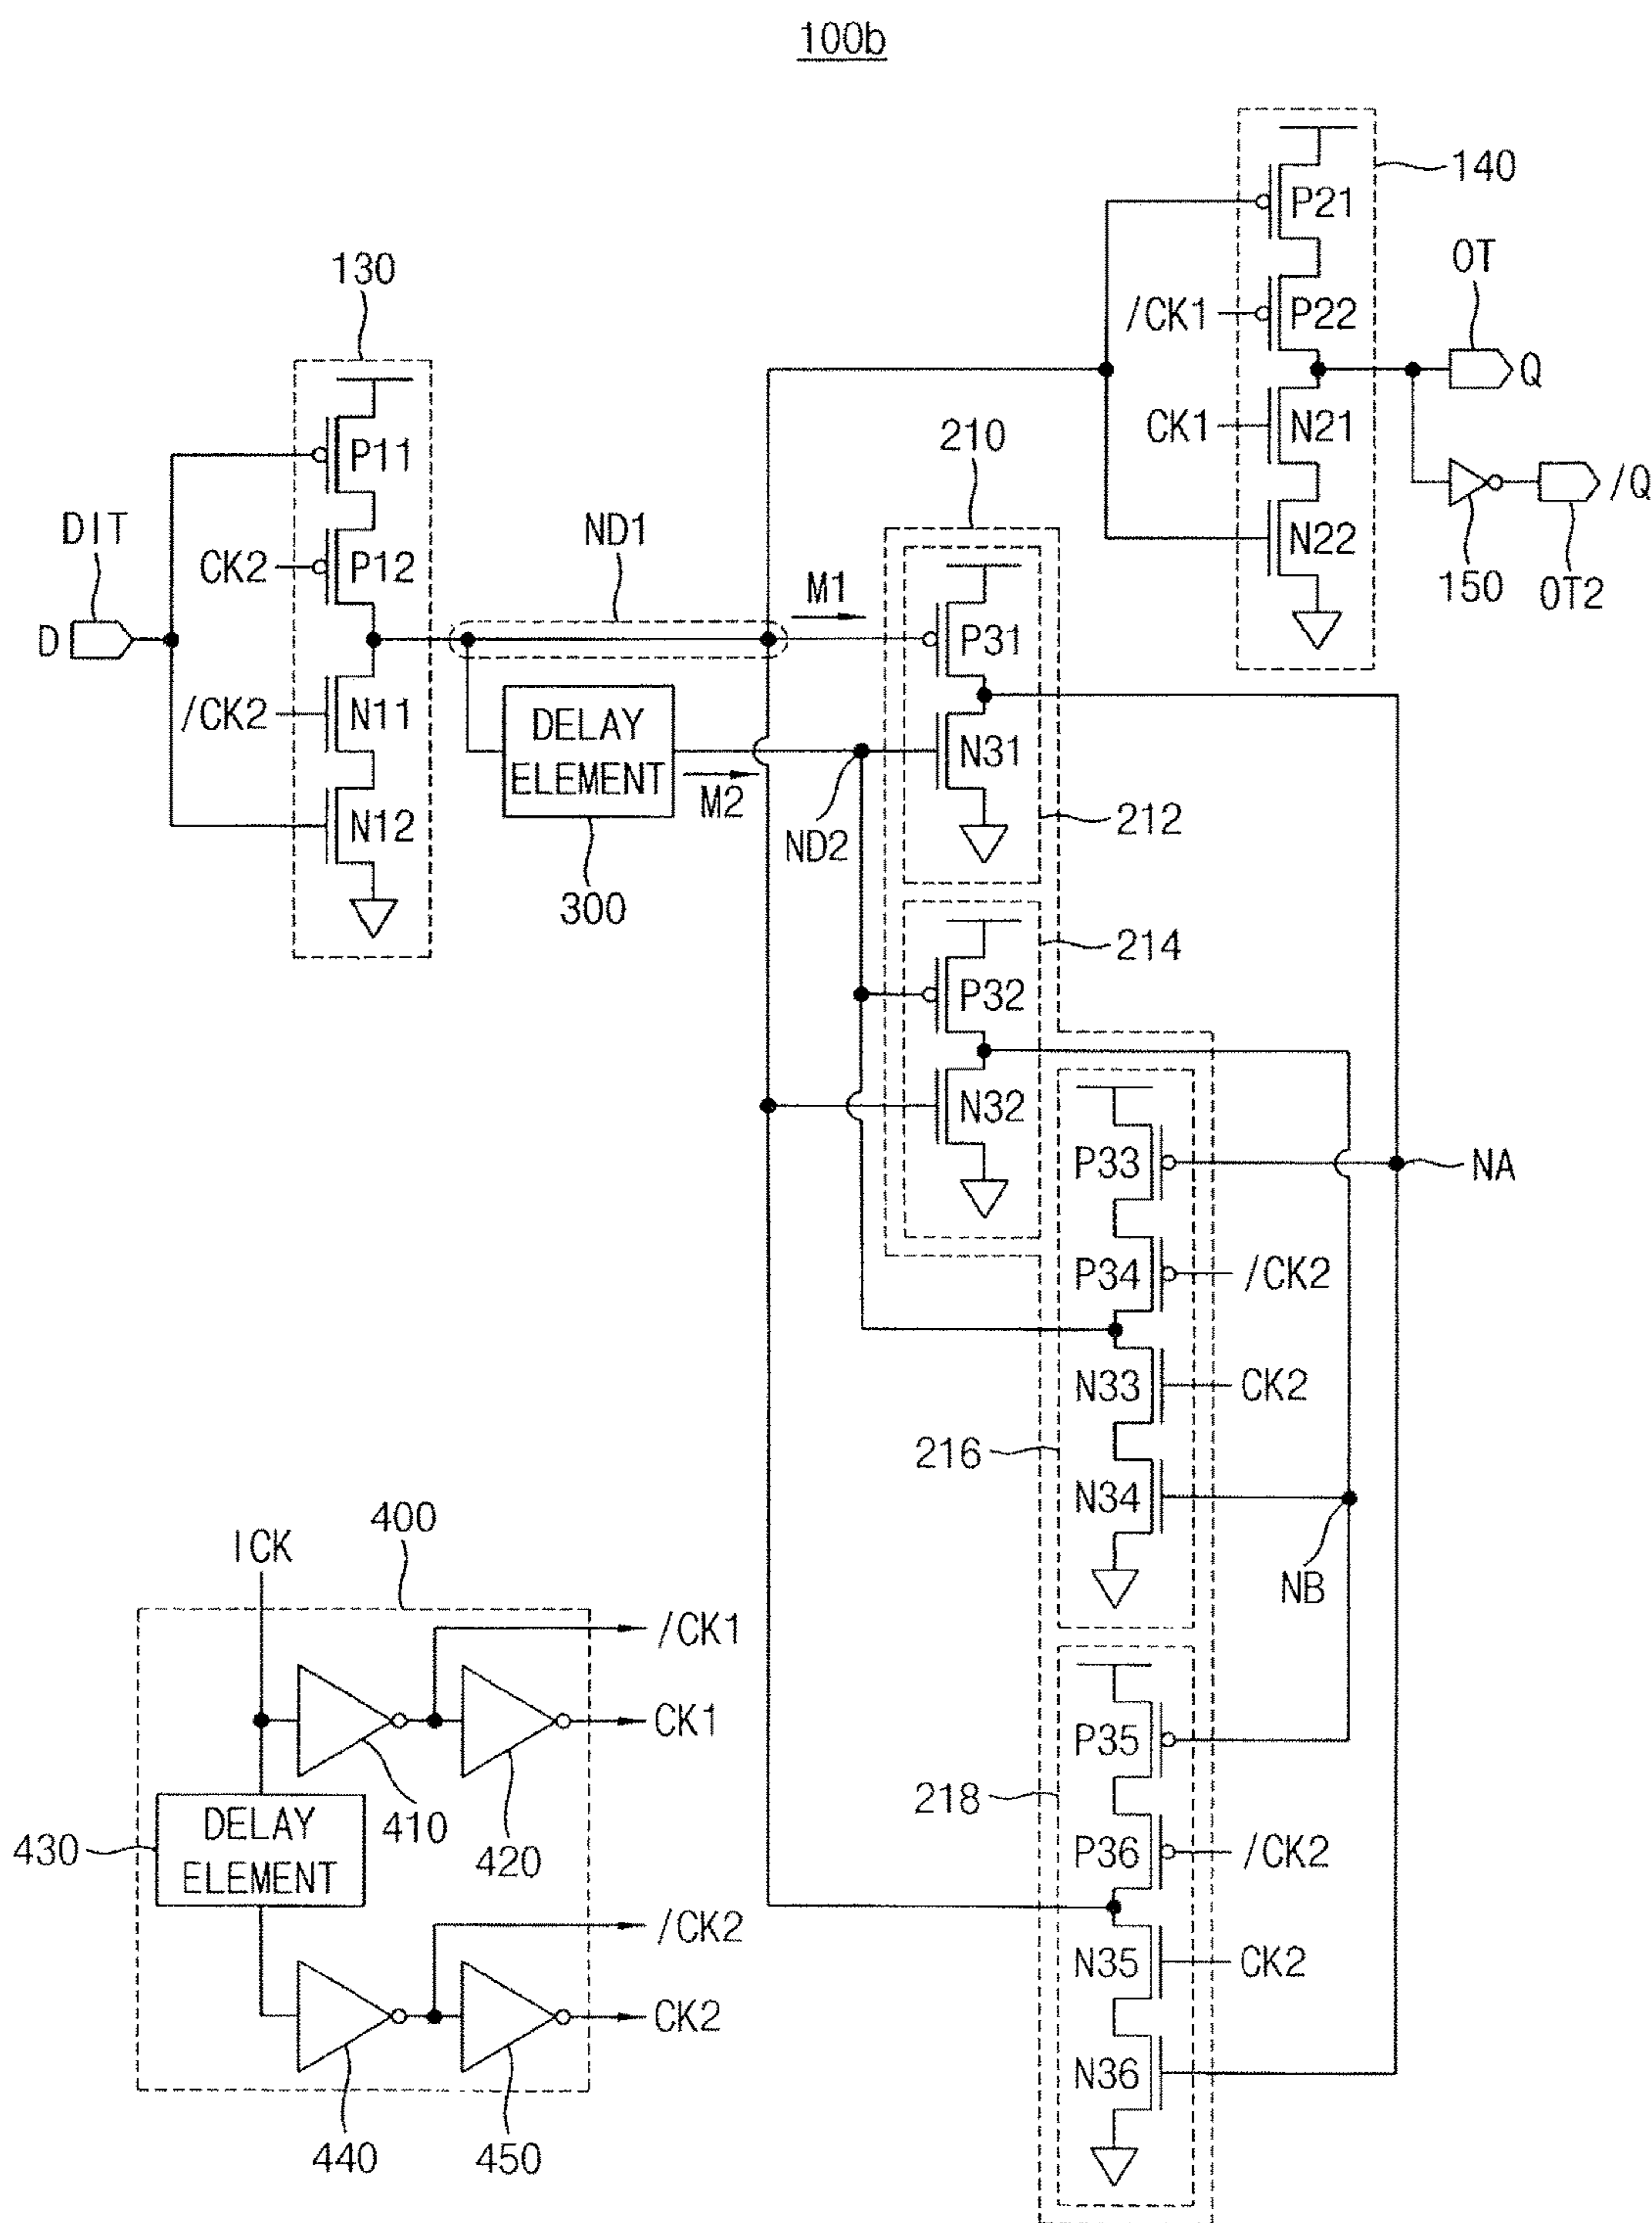 100b
140
P21
OT
130
/CK1
P22
Q
P11
210
CK1
N21
/Q
DIT
ND1
CK2
P12
M1
N22
150
OT2
D
P31
/CK2
N11
DELAY
ELEMENT
N31
M2
N12
ND2
212
300
214
P32
N32
P33
NA
P34
/CK2
N33
CK2
216
N34
400
ICK
NB
/CK1
CK1
P35
218
410
DELAY
ELEMENT
430
420
P36
/CK2
/CK2
N35
CK2
CK2
N36
440
450